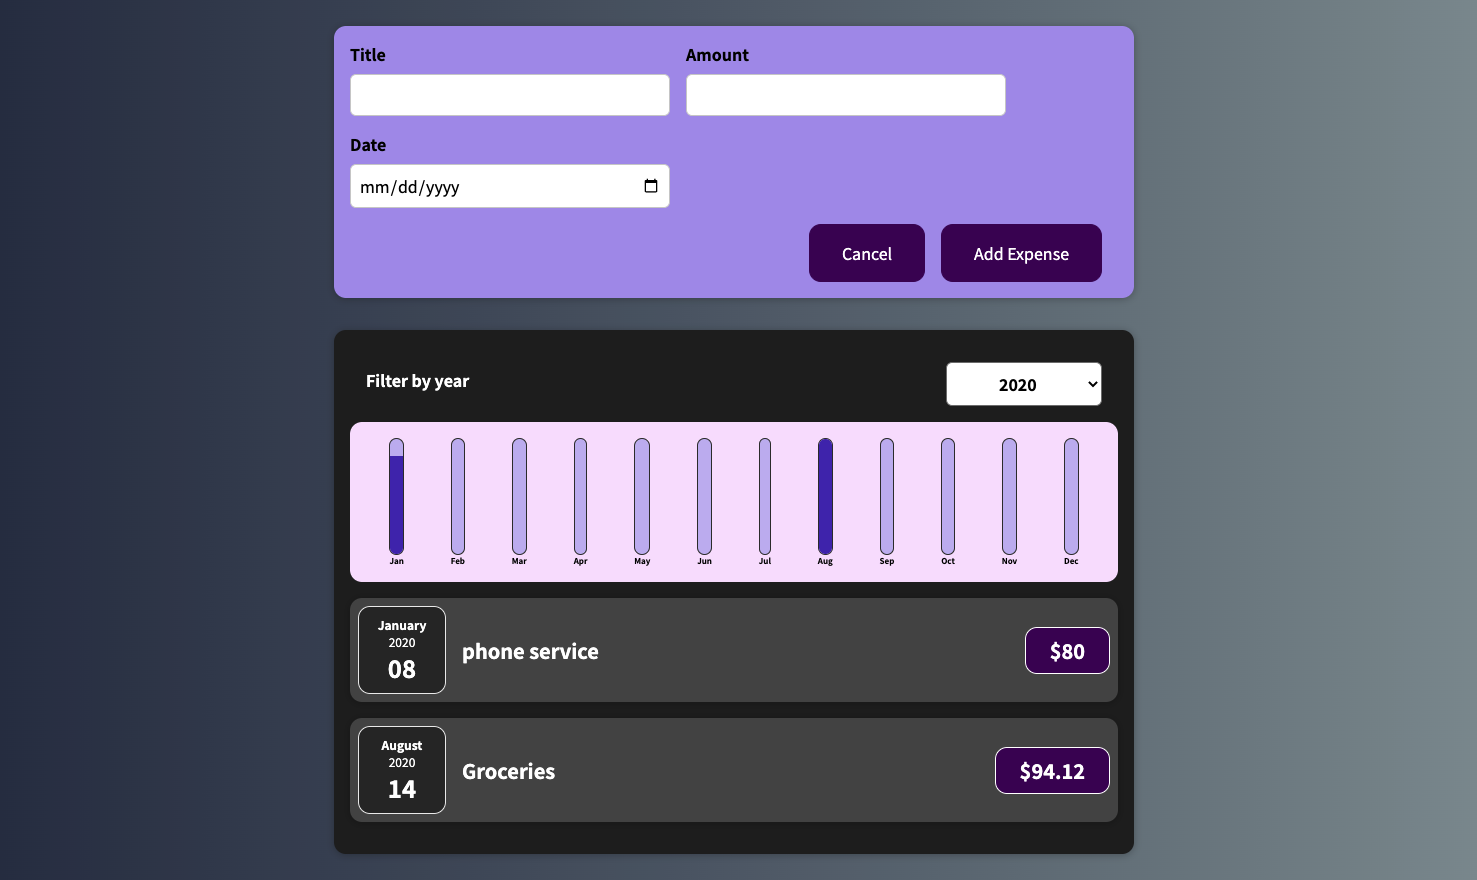 Title Amount
Date
mm/dd/yyyy
Cancel Add Expense
Filter by year 2020
Jan Feb Mar Apr May Jun Jul Aug Sep Oct Nov Dec
January
2020
08
phone service $80
August
2020
14
Groceries $94.12